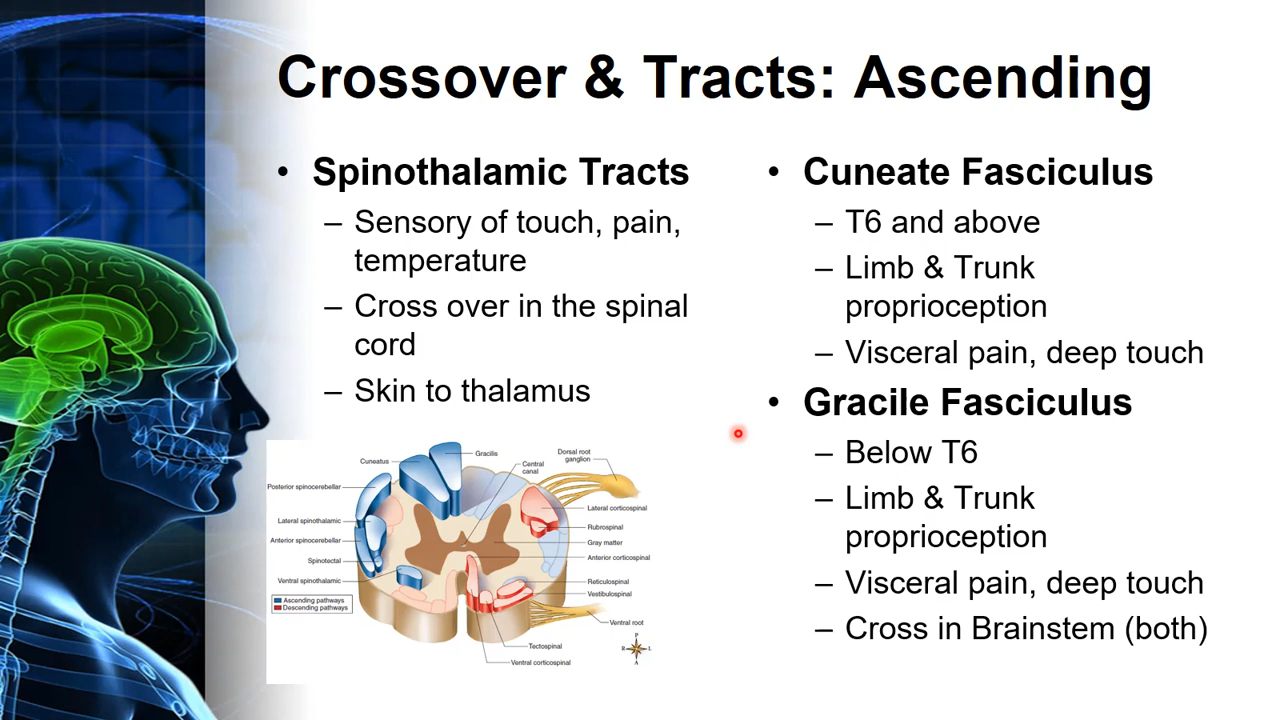 Crossover & Tracts: Ascending
• Spinothalamic Tracts
– Sensory of touch, pain,
temperature
– Cross over in the spinal
cord
– Skin to thalamus
• Cuneate Fasciculus
– T6 and above
– Limb & Trunk
proprioception
– Visceral pain, deep touch
• Gracile Fasciculus
– Below T6
– Limb & Trunk
proprioception
– Visceral pain, deep touch
– Cross in Brainstem (both)
Gracilis
Cuneatus
Central
canal
Dorsal root
ganglion
Posterior spinocerebellar
Lateral spinothalamic
Anterior spinocerebellar
Spinotectal
Ventral spinothalamic
Ascending pathways
Descending pathways
Lateral corticospinal
Rubrospinal
Gray matter
Anterior corticospinal
Reticulospinal
Vestibulospinal
Ventral root
Tectospinal
Ventral corticospinal
P
R L
A